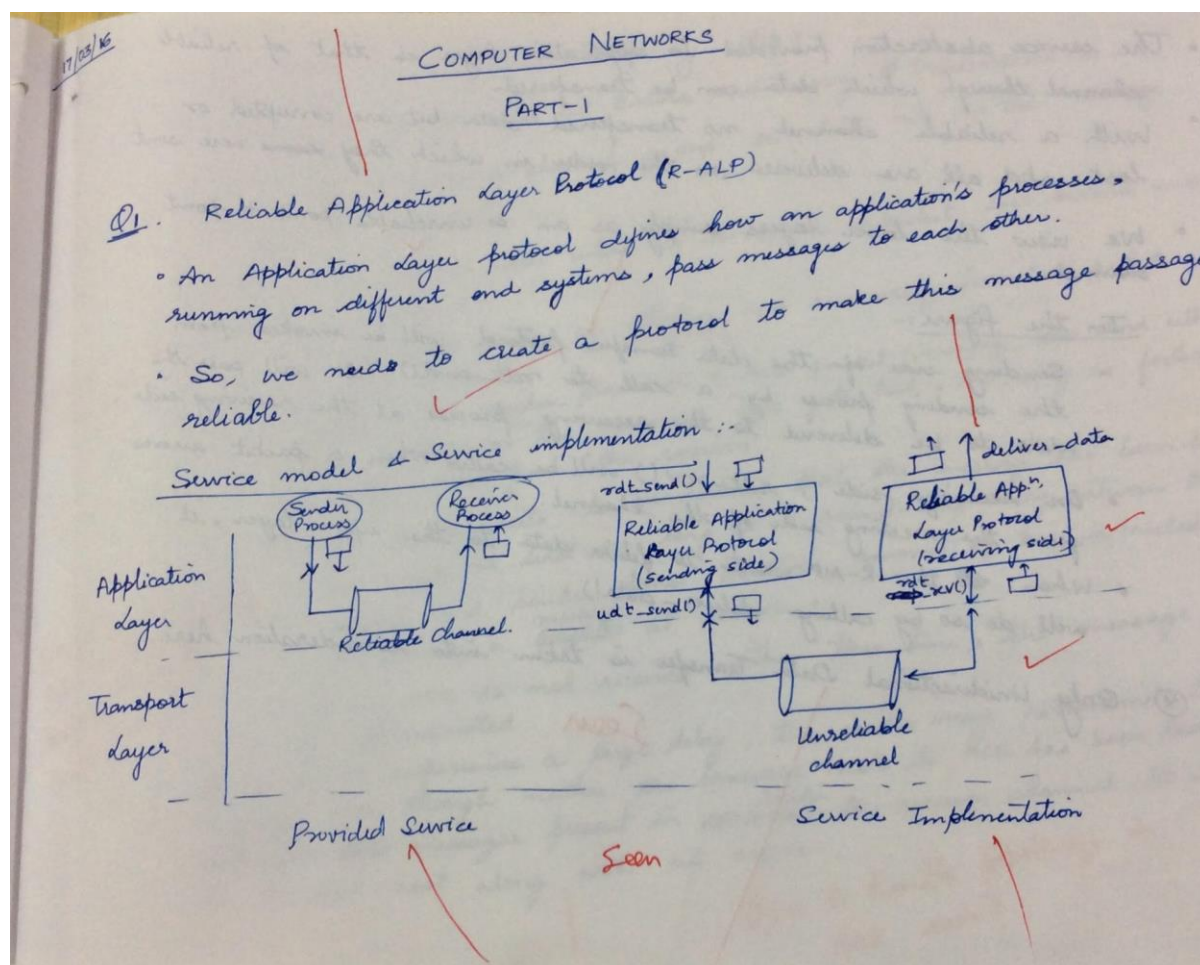 17/03/16
COMPUTER NETWORKS
PART-1
Q1. Reliable Application Layer Protocol (R-ALP)
• An Application Layer protocol defines how an application's processes,
running on different end systems, pass messages to each other.
• So, we needs to create a protocol to make this message passage
reliable.
Service model & Service implementation :-
Sender
Process
Receiver
Process
Reliable Channel.
Application
Layer
Transport
Layer
Provided Service
rdt_send()
Reliable Application
Layer Protocol
(sending side)
udt_send()
deliver_data
Reliable Appⁿ.
Layer Protocol
(receiving side)
rdt_rcv()
Unreliable
channel
Service Implementation
Seen